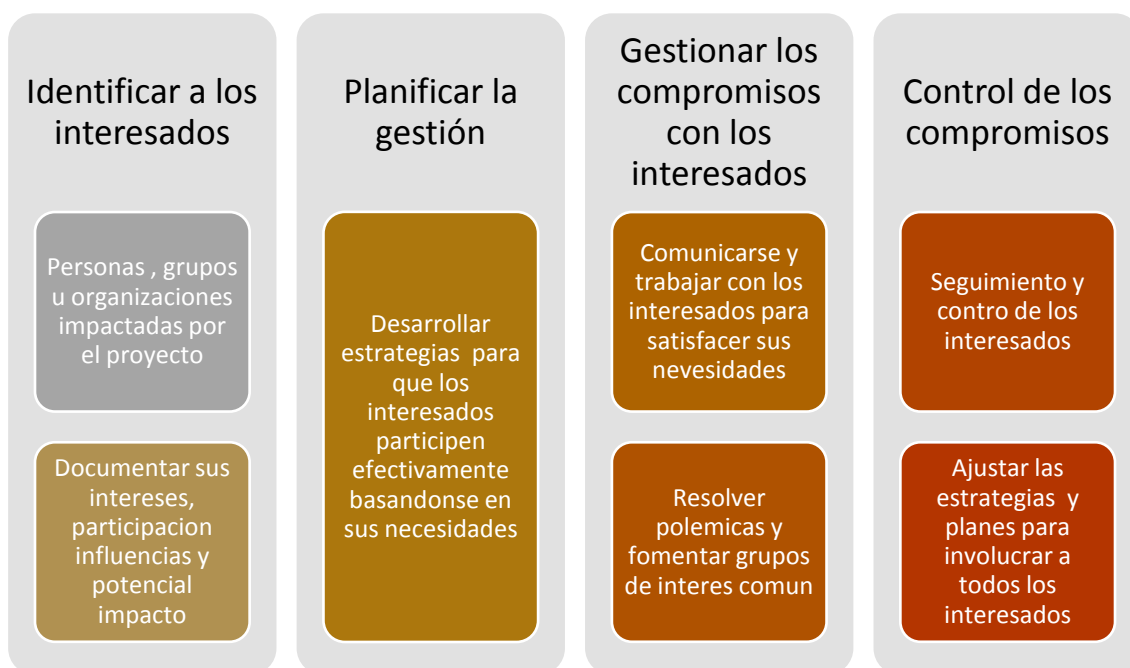 Identificar a los
interesados
Personas , grupos
u organizaciones
impactadas por
el proyecto
Documentar sus
intereses,
participacion
influencias y
potencial
impacto
Planificar la
gestión
Desarrollar
estrategias para
que los
interesados
participen
efectivamente
basandonse en
sus necesidades
Gestionar los
compromisos
con los
interesados
Comunicarse y
trabajar con los
interesados para
satisfacer sus
nevesidades
Resolver
polemicas y
fomentar grupos
de interes comun
Control de los
compromisos
Seguimiento y
contro de los
interesados
Ajustar las
estrategias y
planes para
involucrar a
todos los
interesados